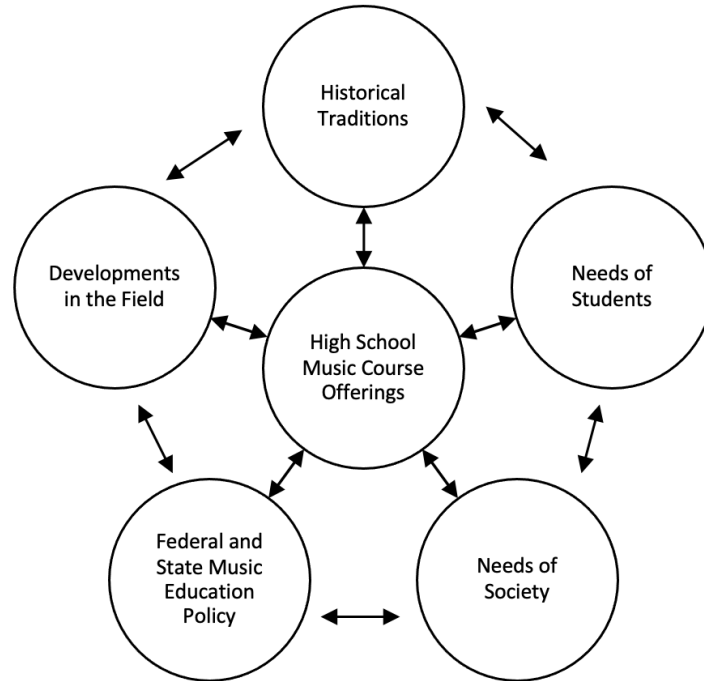 Historical
Traditions
Developments
in the Field
Needs of
Students
High School
Music Course
Offerings
Federal and
State Music
Education
Policy
Needs of
Society